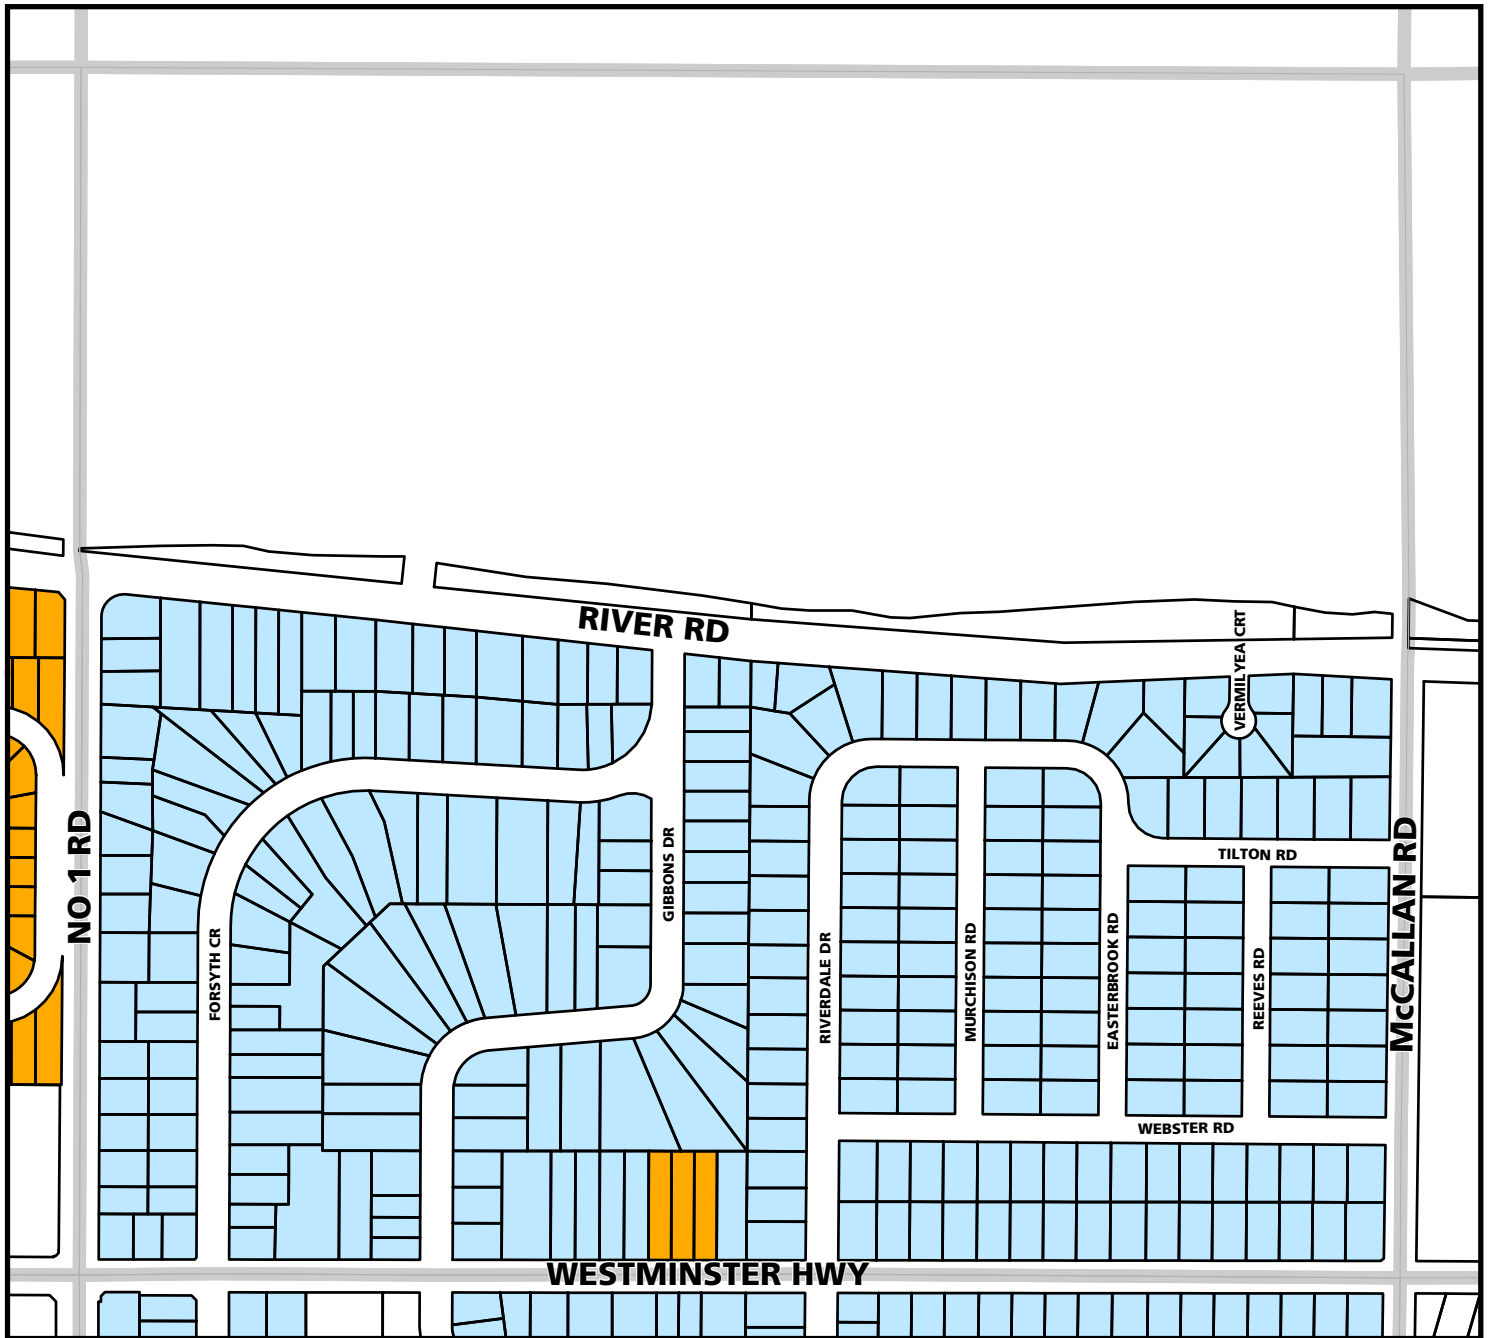 RIVER RD
VERMILYEA CRT
NO 1 RD
GIBBONS DR
TILTON RD
McCALLAN RD
FORSYTH CR
RIVERDALE DR
MURCHISON RD
EASTERBROOK RD
REEVES RD
WEBSTER RD
WESTMINSTER HWY